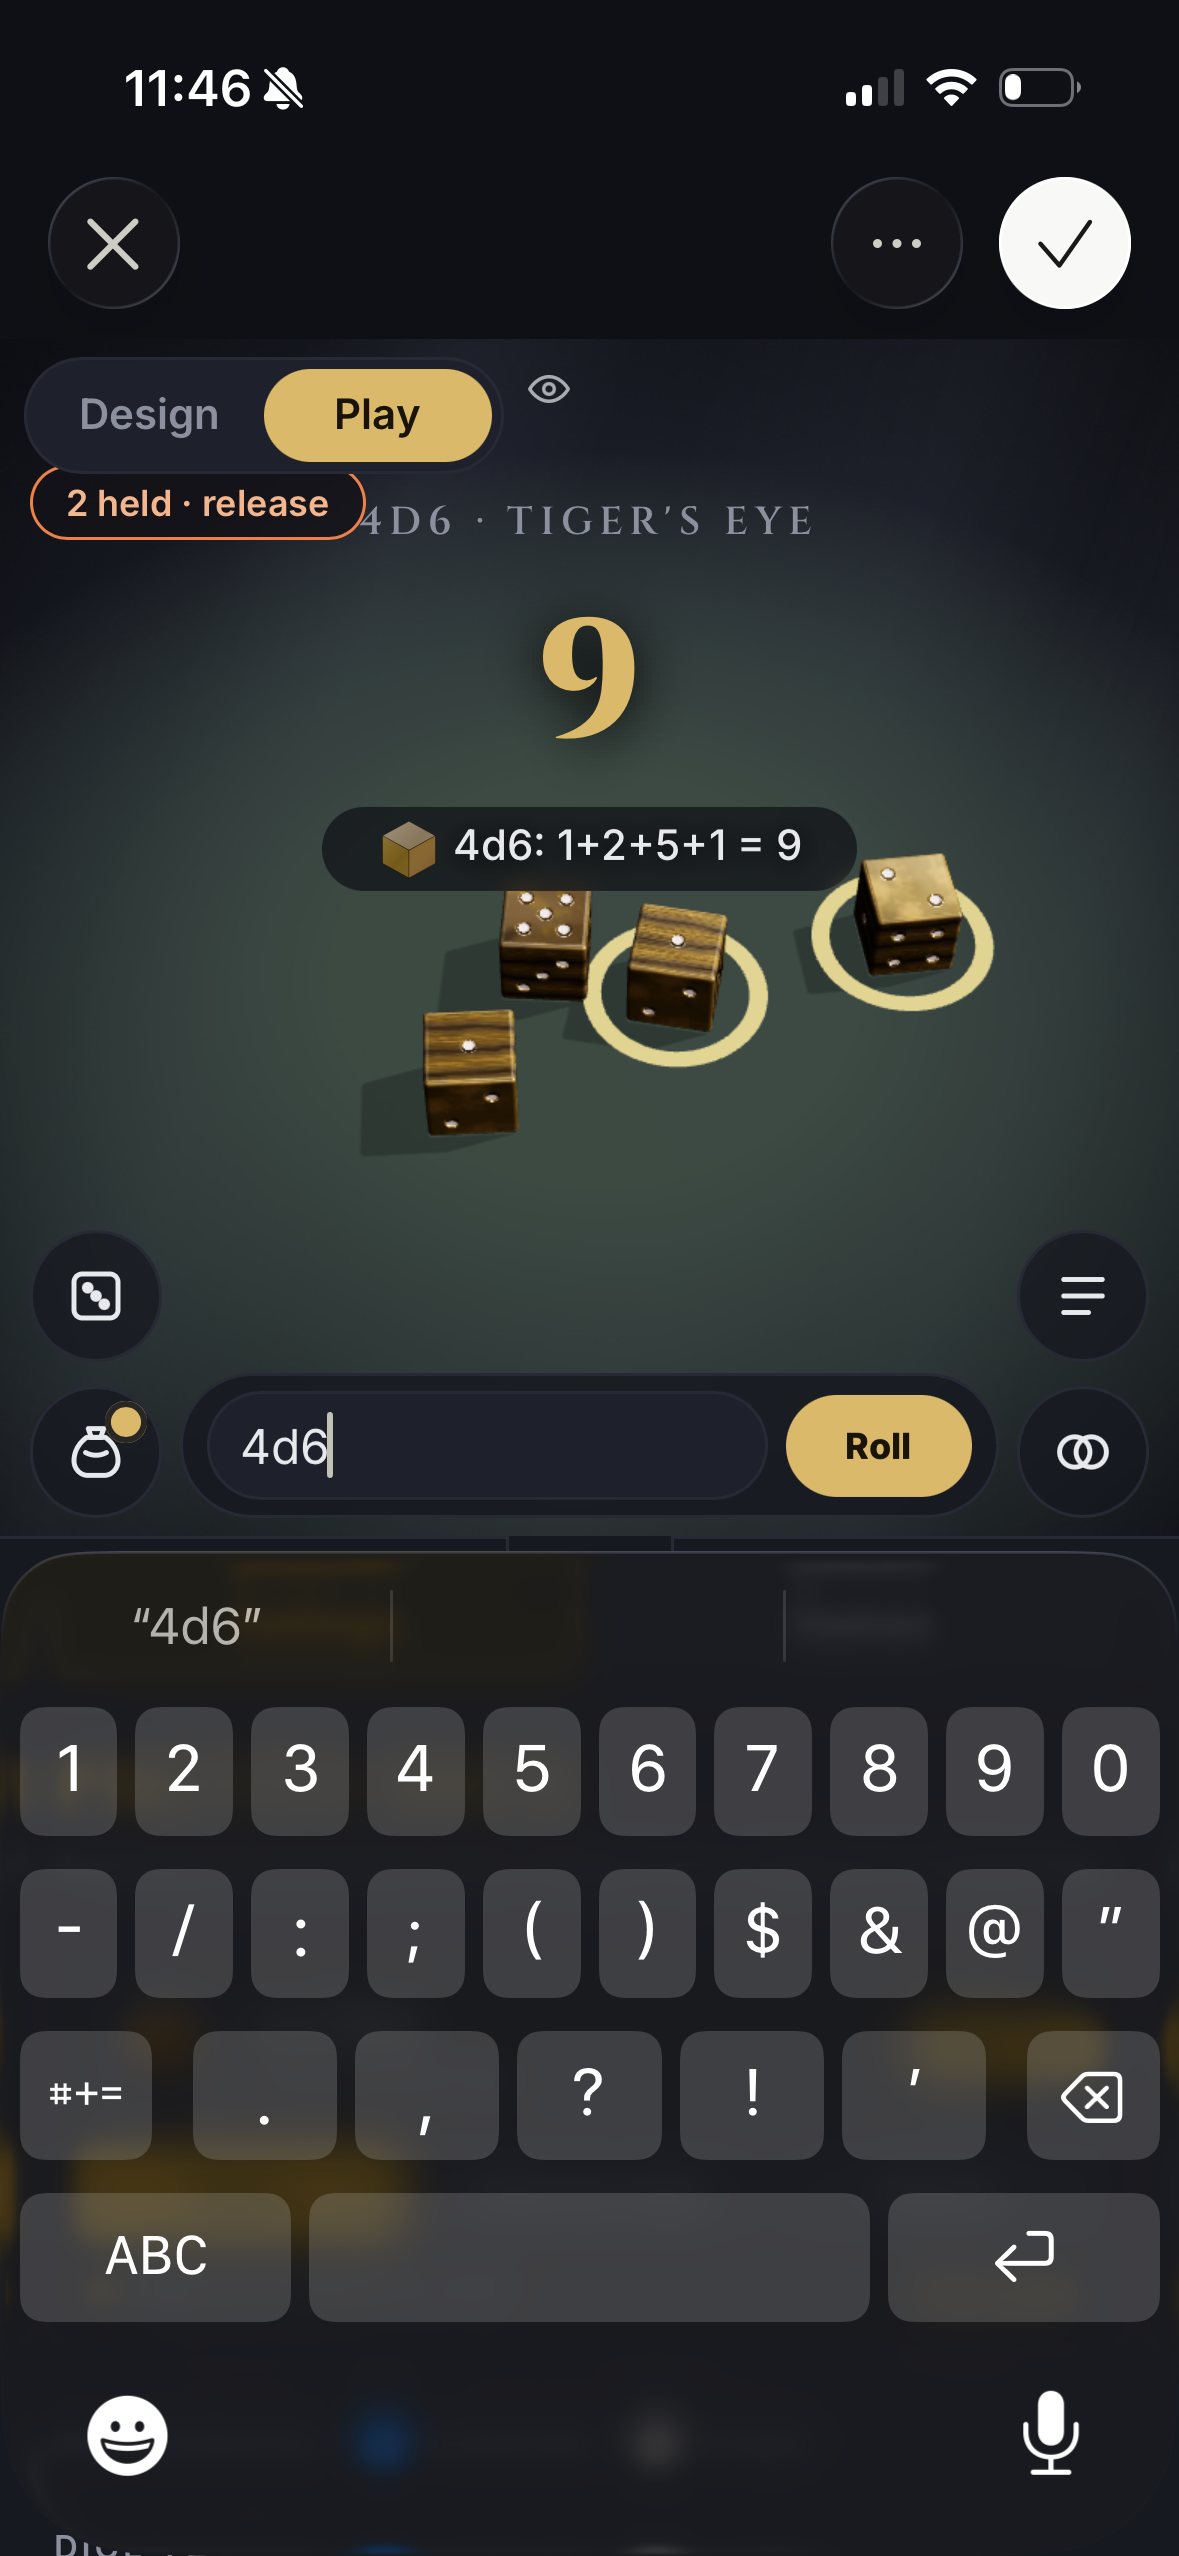 11:46
Design
Play
2 held · release
4D6 · TIGER'S EYE
9
4d6: 1+2+5+1 = 9
4d6
Roll
“4d6”
1 2 3 4 5 6 7 8 9 0
- / : ; ( ) $ & @ "
#+= . , ? ! '
ABC